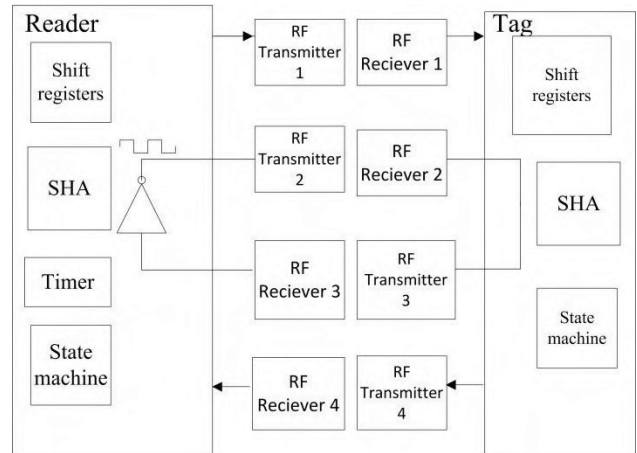 Reader
Shift
registers
SHA
Timer
State
machine
RF
Transmitter
1
RF
Reciever 1
RF
Transmitter
2
RF
Reciever 2
RF
Reciever 3
RF
Transmitter
3
RF
Reciever 4
RF
Transmitter
4
Tag
Shift
registers
SHA
State
machine